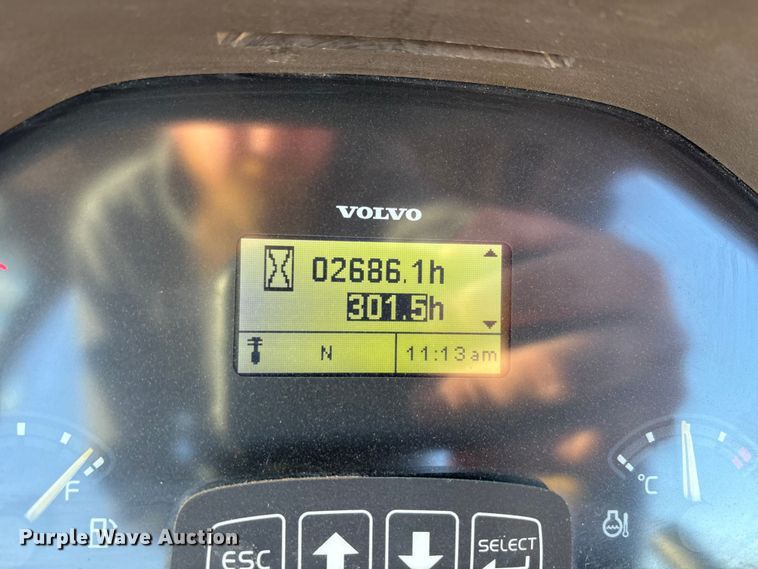 VOLVO
02686.1h
301.5h
N 11:13am
F °C
ESC SELECT
Purple Wave Auction